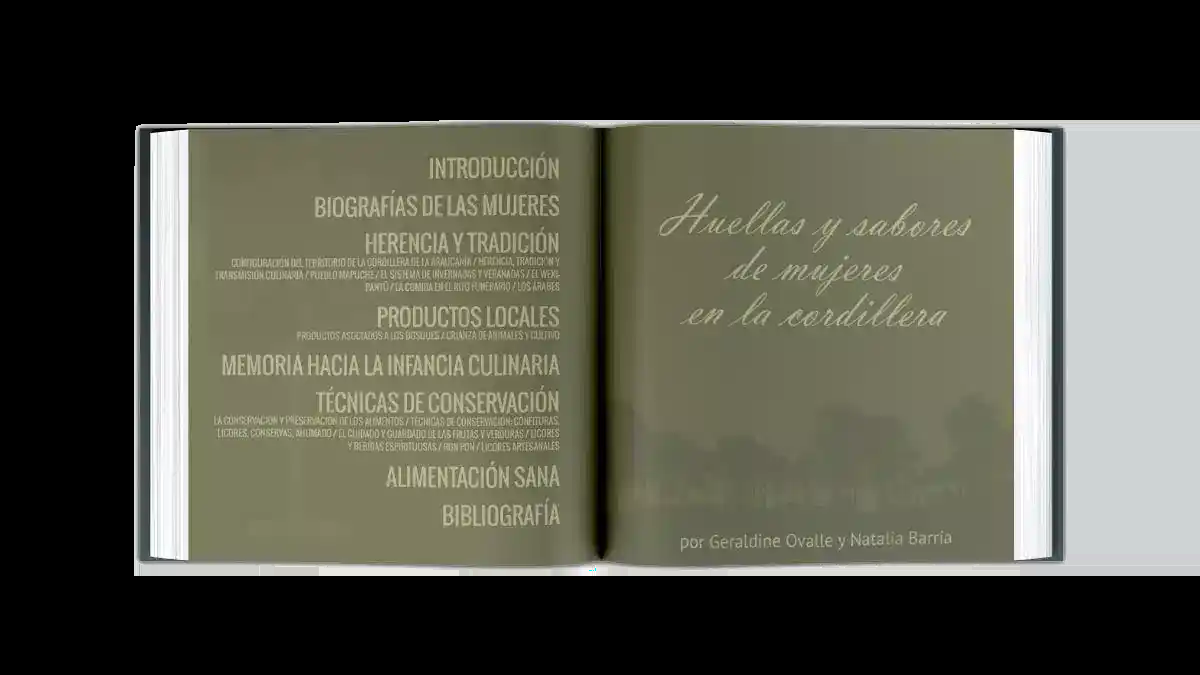 INTRODUCCIÓN
BIOGRAFÍAS DE LAS MUJERES
HERENCIA Y TRADICIÓN
CONFIGURACIÓN DEL TERRITORIO DE LA CORDILLERA DE LA ARAUCANÍA / HERENCIA, TRADICIÓN Y
TRANSMISIÓN CULINARIA / PUEBLO MAPUCHE / EL SISTEMA DE INVERNADAS Y VERANADAS / EL WEXE
PANTÜ / LA COMIDA EN EL RITO FUNERARIO / LOS ÁRABES
PRODUCTOS LOCALES
PRODUCTOS ASOCIADOS A LOS BOSQUES / CRIANZA DE ANIMALES Y CULTIVO
MEMORIA HACIA LA INFANCIA CULINARIA
TÉCNICAS DE CONSERVACIÓN
LA CONSERVACIÓN Y PRESERVACIÓN DE LOS ALIMENTOS / TÉCNICAS DE CONSERVACIÓN: CONFITURAS,
LICORES, CONSERVAS, AHUMADO / EL CUIDADO Y GUARDADO DE LAS FRUTAS Y VERDURAS / LICORES
Y BEBIDAS ESPIRITUOSAS / RON PON / LICORES ARTESANALES
ALIMENTACIÓN SANA
BIBLIOGRAFÍA
Huellas y sabores
de mujeres
en la cordillera
por Geraldine Ovalle y Natalia Barría